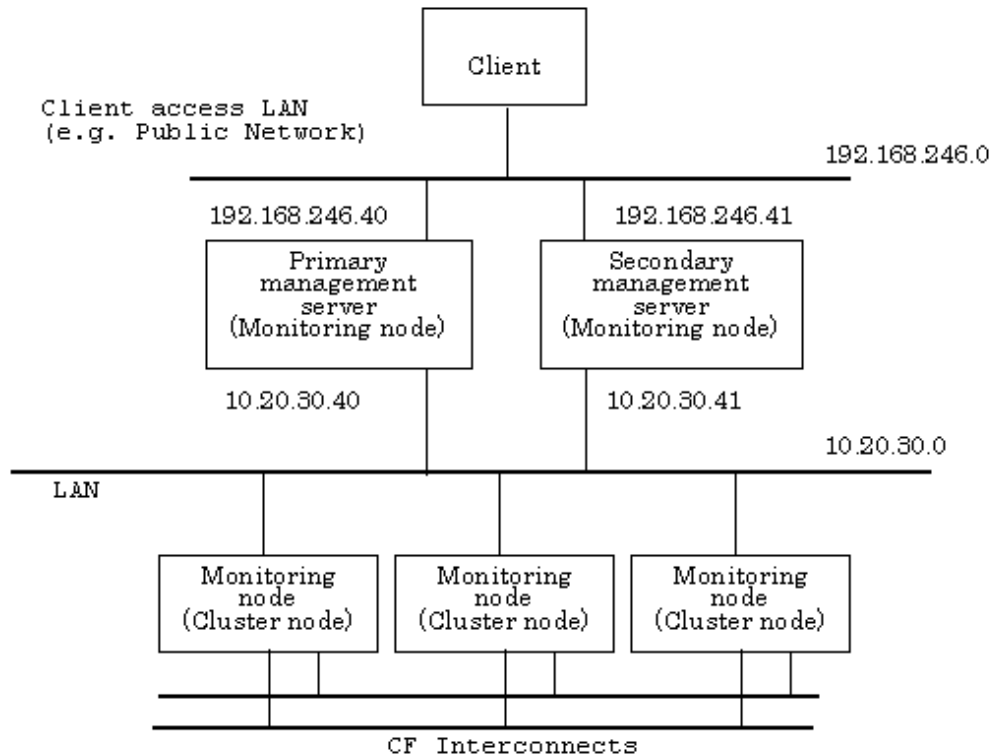 Client
Client access LAN
(e.g. Public Network)
192.168.246.0
192.168.246.40
192.168.246.41
Primary
management
server
(Monitoring node)
Secondary
management
server
(Monitoring node)
10.20.30.40
10.20.30.41
10.20.30.0
LAN
Monitoring
node
(Cluster node)
Monitoring
node
(Cluster node)
Monitoring
node
(Cluster node)
CF Interconnects